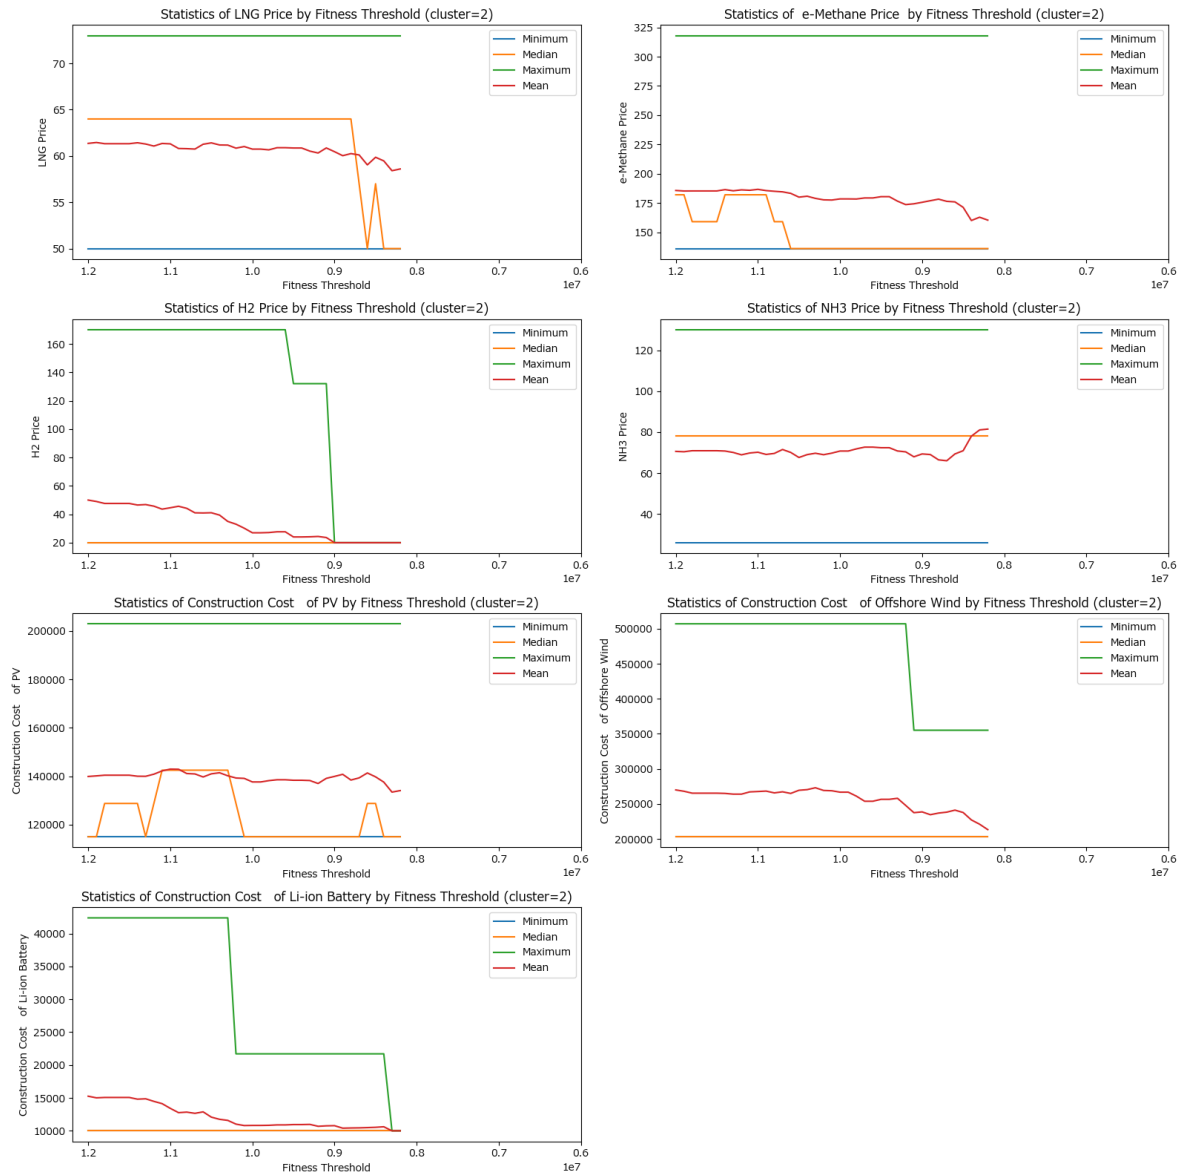 Statistics of LNG Price by Fitness Threshold (cluster=2)
LNG Price
70
65
60
55
50
Minimum
Median
Maximum
Mean
1.2
1.1
1.0
0.9
0.8
0.7
0.6
1e7
Fitness Threshold
Statistics of  e-Methane Price  by Fitness Threshold (cluster=2)
e-Methane Price
325
300
275
250
225
200
175
150
Minimum
Median
Maximum
Mean
1.2
1.1
1.0
0.9
0.8
0.7
0.6
1e7
Fitness Threshold
Statistics of H2 Price by Fitness Threshold (cluster=2)
H2 Price
160
140
120
100
80
60
40
20
Minimum
Median
Maximum
Mean
1.2
1.1
1.0
0.9
0.8
0.7
0.6
1e7
Fitness Threshold
Statistics of NH3 Price by Fitness Threshold (cluster=2)
NH3 Price
120
100
80
60
40
Minimum
Median
Maximum
Mean
1.2
1.1
1.0
0.9
0.8
0.7
0.6
1e7
Fitness Threshold
Statistics of Construction Cost   of PV by Fitness Threshold (cluster=2)
Construction Cost   of PV
200000
180000
160000
140000
120000
Minimum
Median
Maximum
Mean
1.2
1.1
1.0
0.9
0.8
0.7
0.6
1e7
Fitness Threshold
Statistics of Construction Cost   of Offshore Wind by Fitness Threshold (cluster=2)
Construction Cost   of Offshore Wind
500000
450000
400000
350000
300000
250000
200000
Minimum
Median
Maximum
Mean
1.2
1.1
1.0
0.9
0.8
0.7
0.6
1e7
Fitness Threshold
Statistics of Construction Cost   of Li-ion Battery by Fitness Threshold (cluster=2)
Construction Cost   of Li-ion Battery
40000
35000
30000
25000
20000
15000
10000
Minimum
Median
Maximum
Mean
1.2
1.1
1.0
0.9
0.8
0.7
0.6
1e7
Fitness Threshold